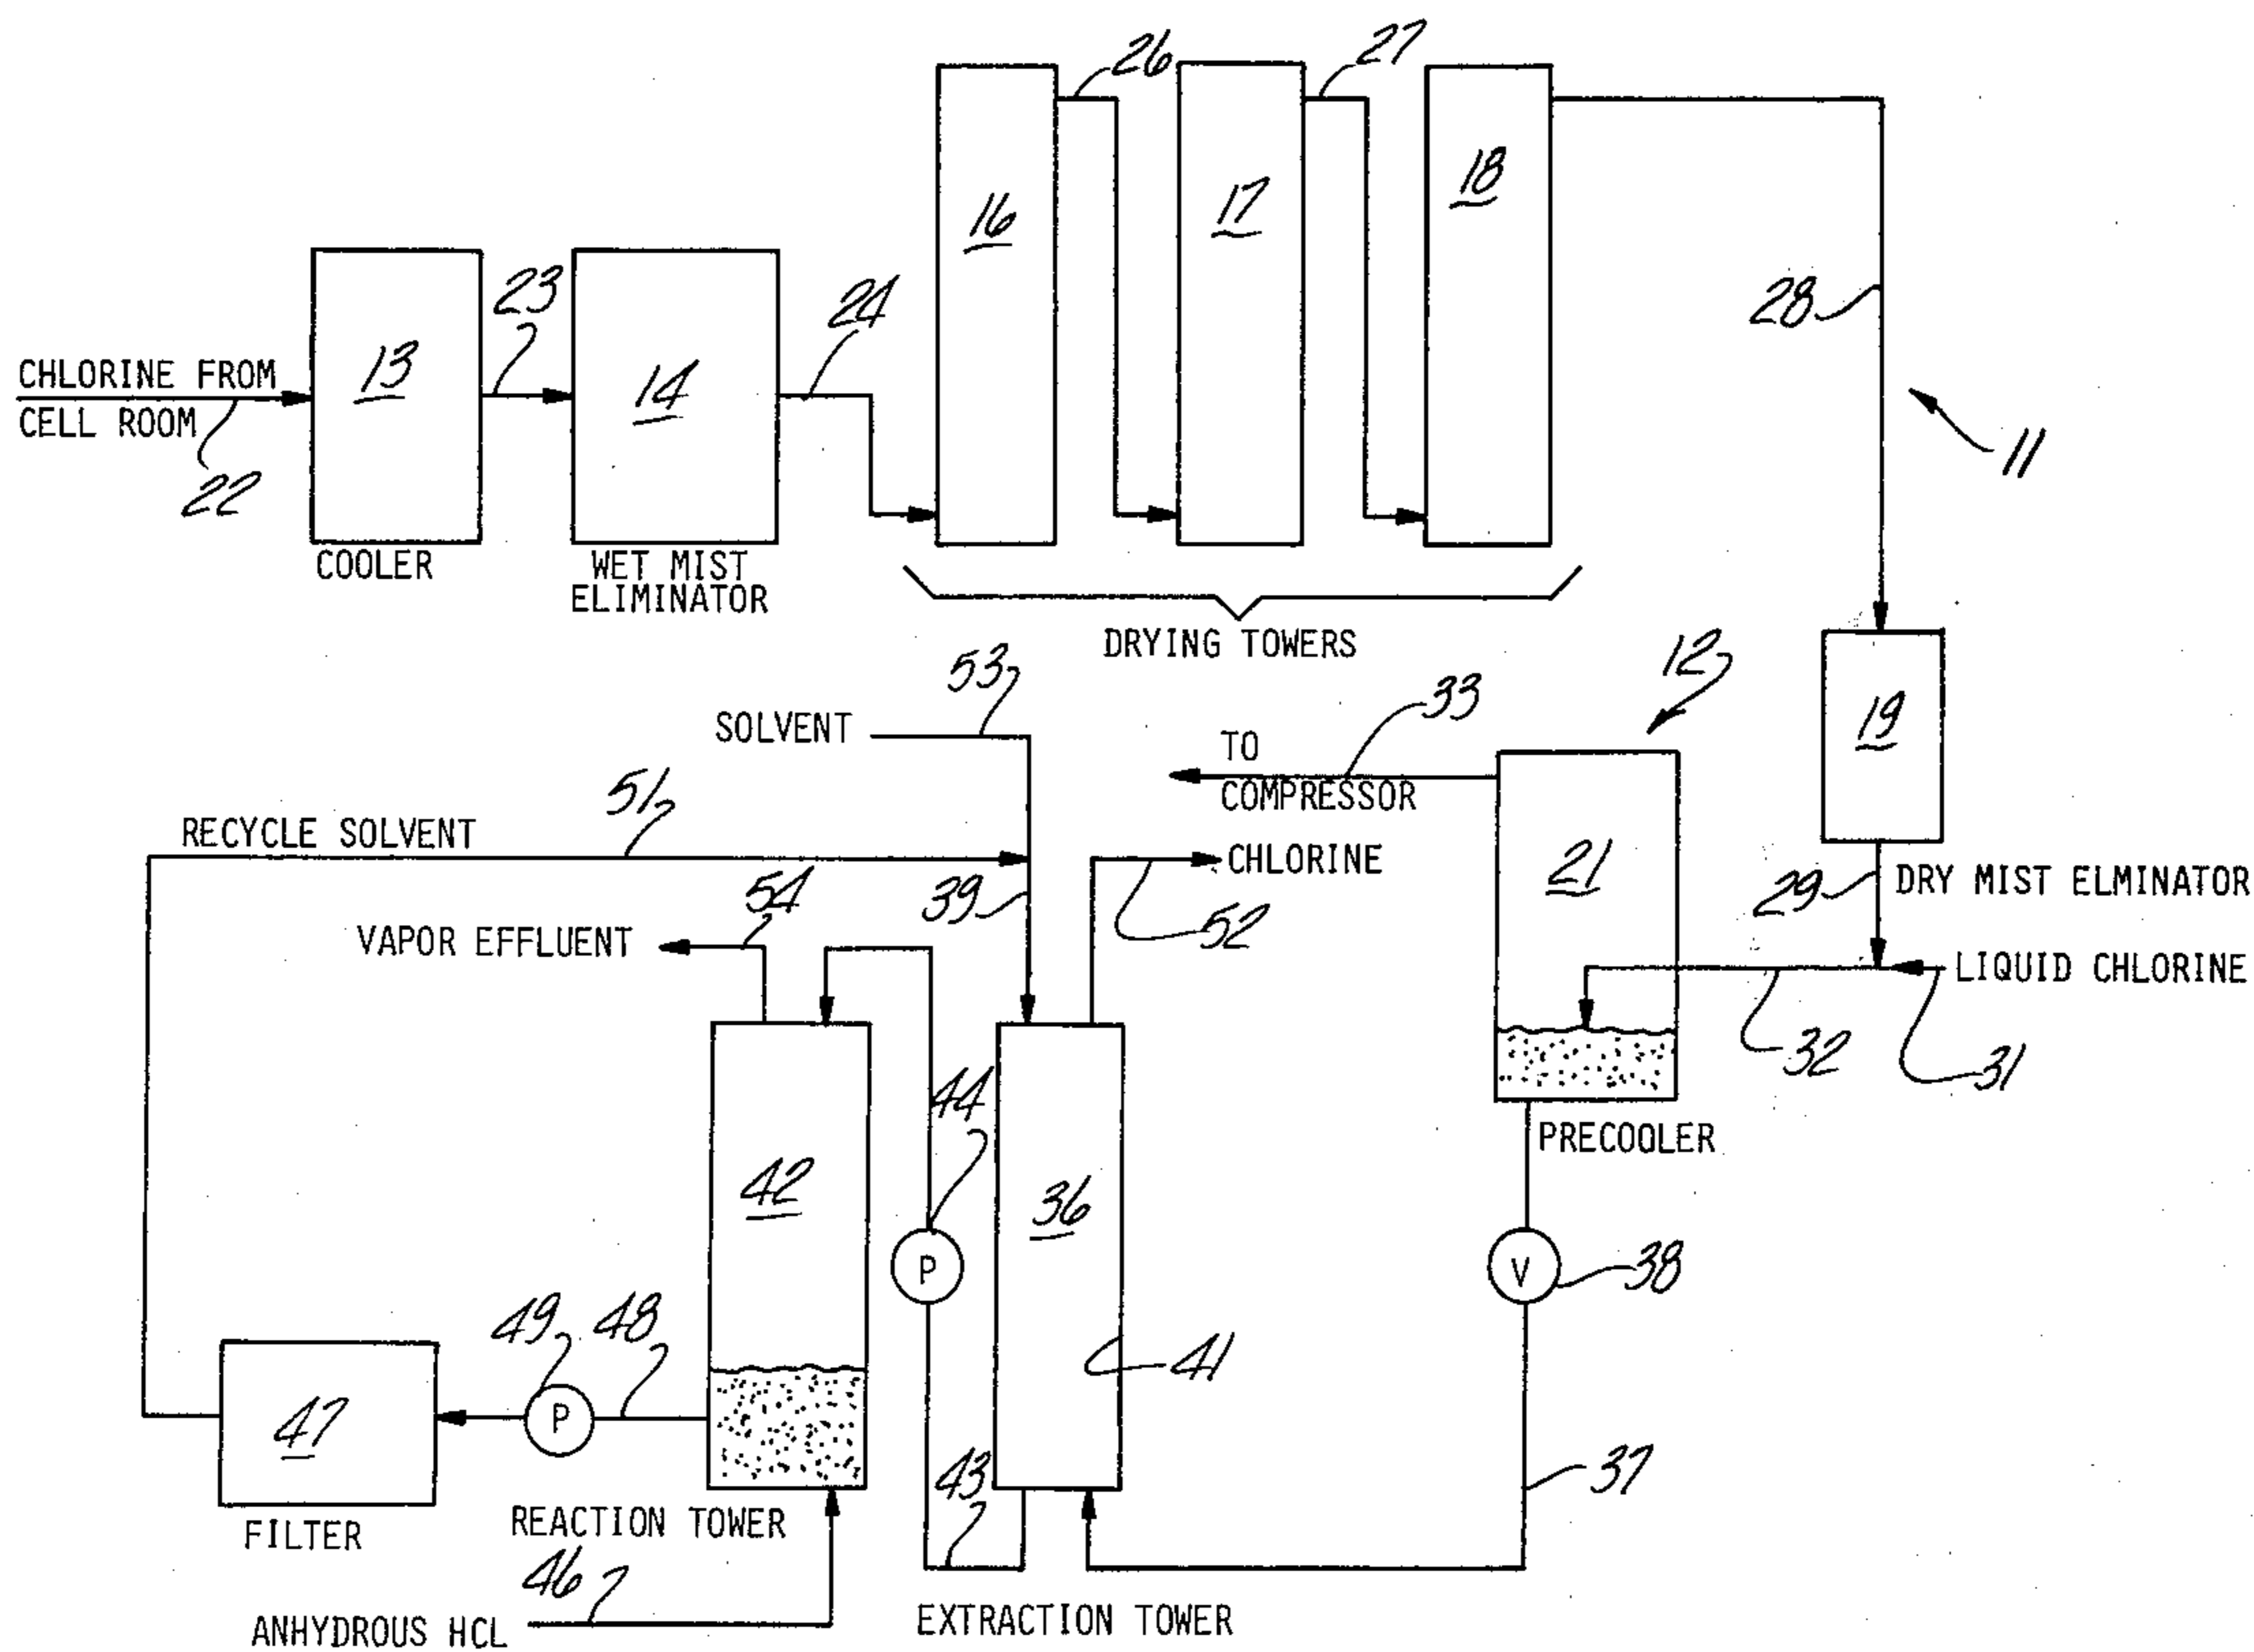 26
27
16
17
18
23
24
28
CHLORINE FROM
CELL ROOM
13
14
11
22
COOLER
WET MIST
ELIMINATOR
DRYING TOWERS
12
53
33
19
SOLVENT
TO
COMPRESSOR
51
RECYCLE SOLVENT
CHLORINE
21
54
39
52
29
DRY MIST ELMINATOR
VAPOR EFFLUENT
LIQUID CHLORINE
32
31
44
PRECOOLER
42
36
P
V
38
49
48
41
47
P
43
37
FILTER
REACTION TOWER
46
ANHYDROUS HCL
EXTRACTION TOWER